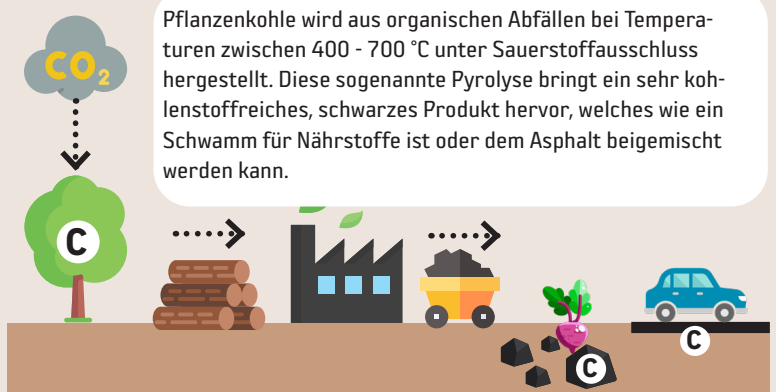 Pflanzenkohle wird aus organischen Abfällen bei Tempera-
turen zwischen 400 - 700 °C unter Sauerstoffausschluss
hergestellt. Diese sogenannte Pyrolyse bringt ein sehr koh-
lenstoffreiches, schwarzes Produkt hervor, welches wie ein
Schwamm für Nährstoffe ist oder dem Asphalt beigemischt
werden kann.
CO2
C
C
C